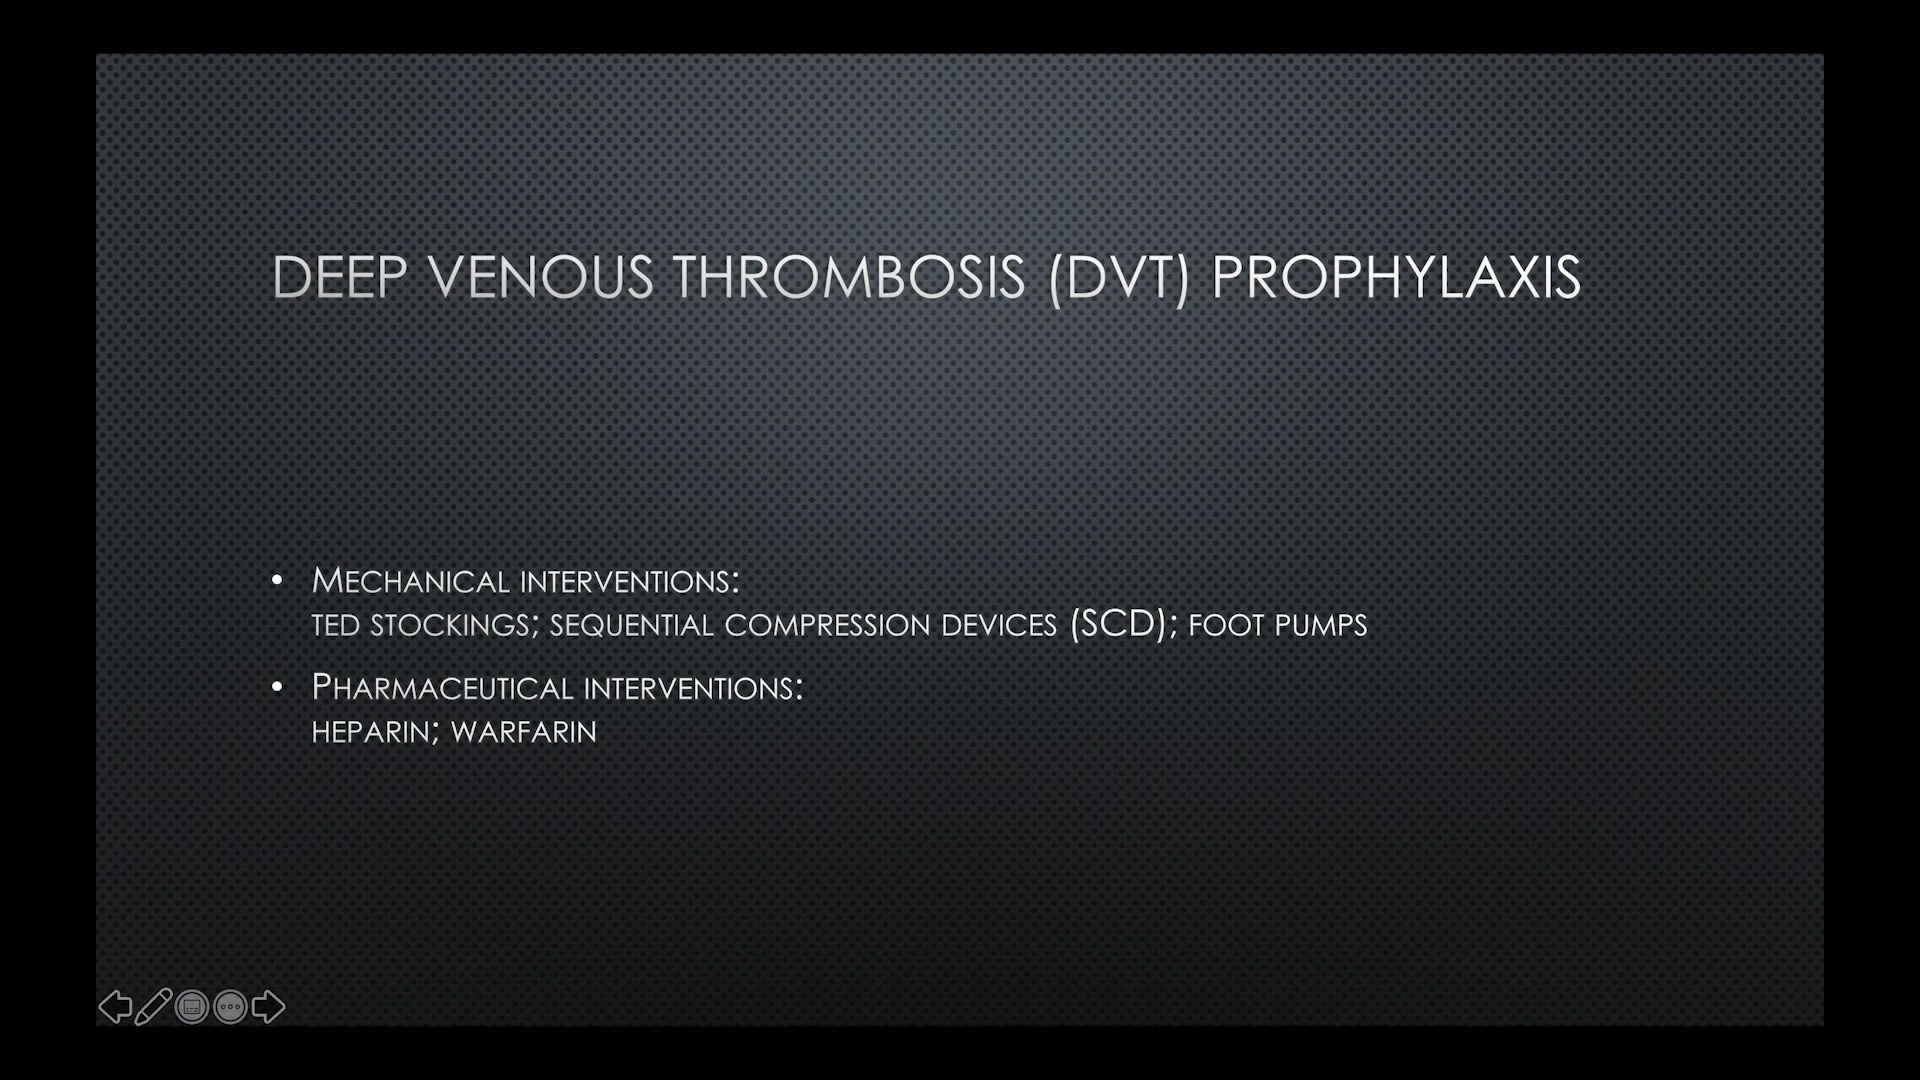 DEEP VENOUS THROMBOSIS (DVT) PROPHYLAXIS
• MECHANICAL INTERVENTIONS:
TED STOCKINGS; SEQUENTIAL COMPRESSION DEVICES (SCD); FOOT PUMPS
• PHARMACEUTICAL INTERVENTIONS:
HEPARIN; WARFARIN